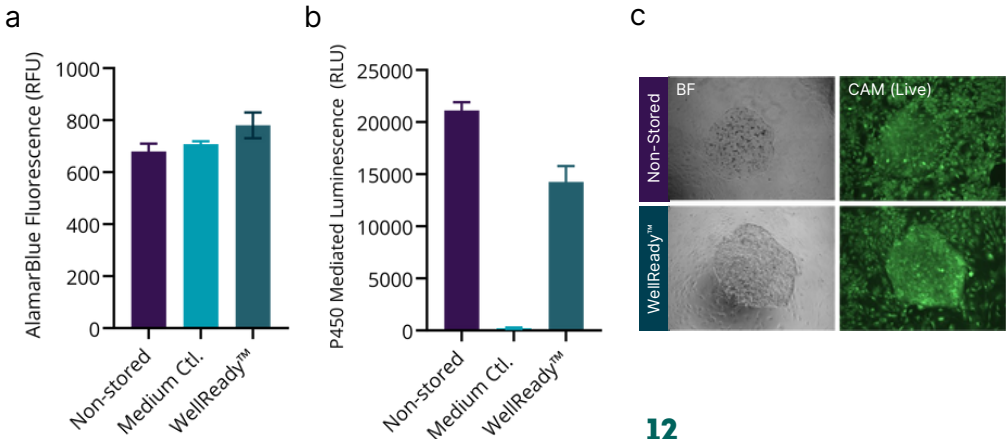 a
AlamarBlue Fluorescence (RFU)
1000
800
600
400
200
0
Non-stored
Medium Ctl.
WellReady™
b
P450 Mediated Luminescence (RLU)
25000
20000
15000
10000
5000
0
Non-stored
Medium Ctl.
WellReady™
c
Non-Stored
BF
CAM (Live)
WellReady™
12